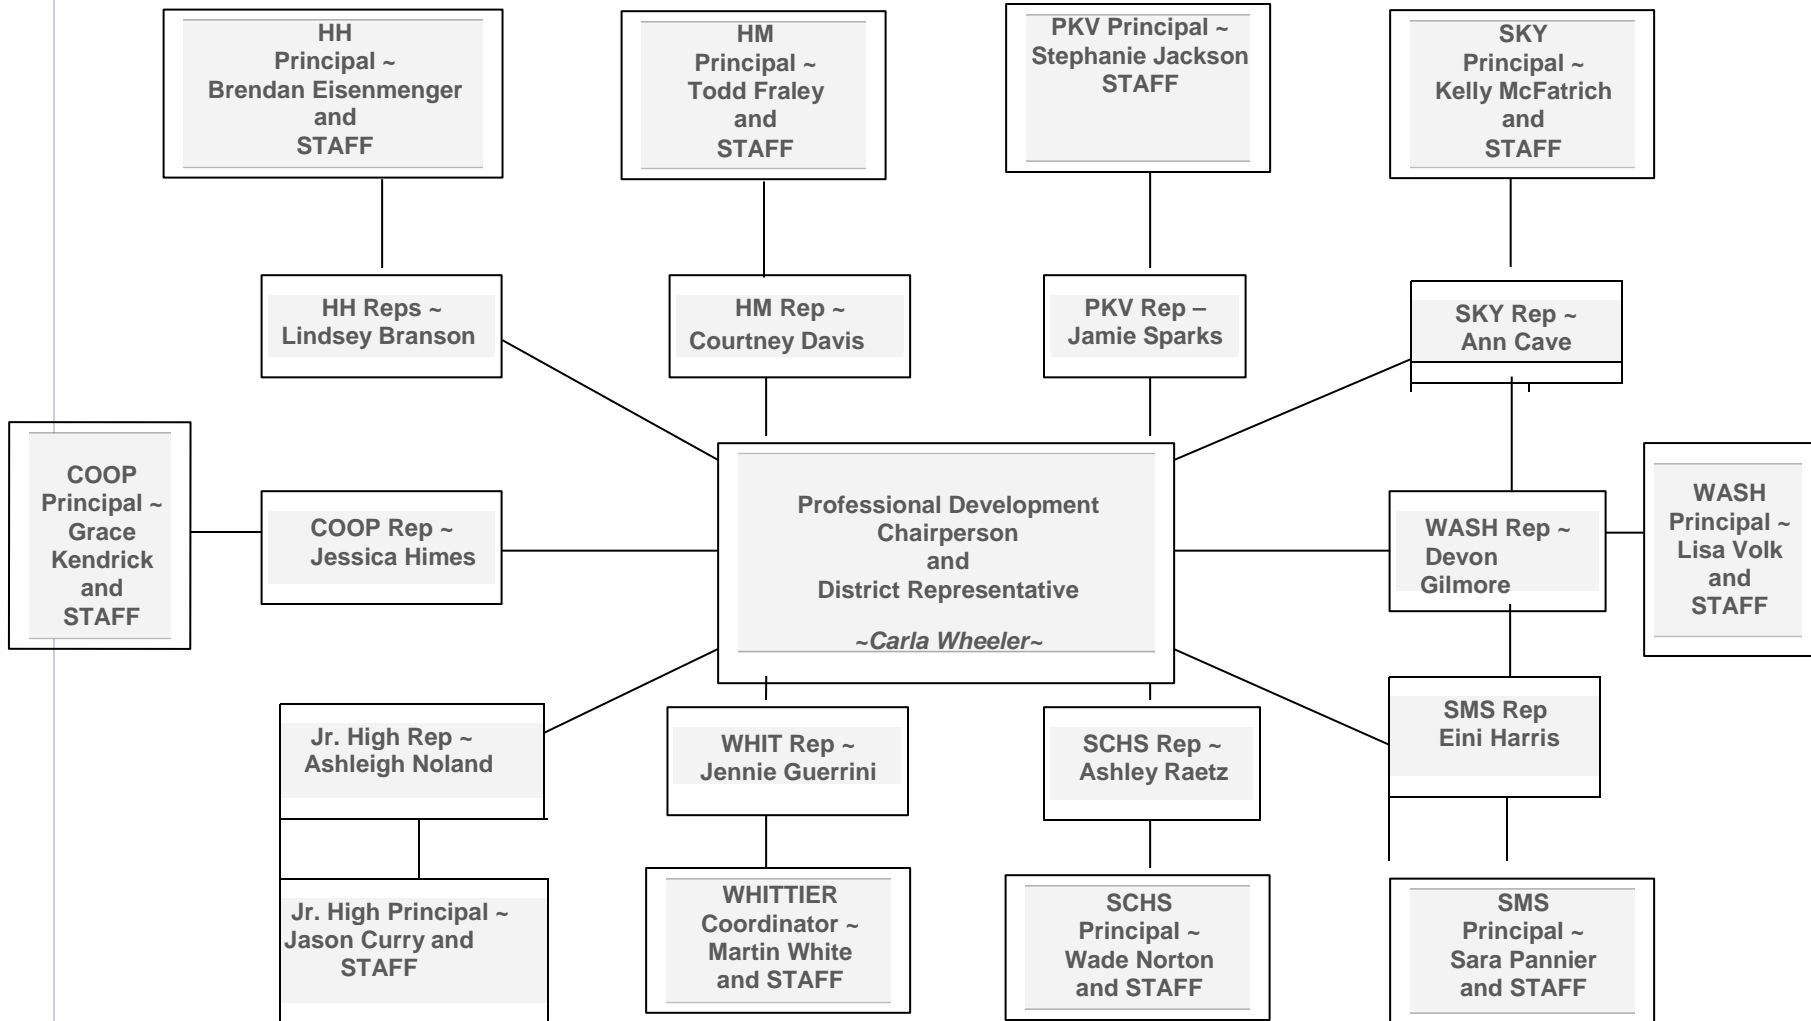 HH
Principal ~
Brendan Eisenmenger
and
STAFF
HM
Principal ~
Todd Fraley
and
STAFF
PKV Principal ~
Stephanie Jackson
STAFF
SKY
Principal ~
Kelly McFatrich
and
STAFF
HH Reps ~
Lindsey Branson
HM Rep ~
Courtney Davis
PKV Rep –
Jamie Sparks
SKY Rep ~
Ann Cave
COOP
Principal ~
Grace
Kendrick
and
STAFF
COOP Rep ~
Jessica Himes
Professional Development
Chairperson
and
District Representative
~Carla Wheeler~
WASH Rep ~
Devon
Gilmore
WASH
Principal ~
Lisa Volk
and
STAFF
Jr. High Rep ~
Ashleigh Noland
WHIT Rep ~
Jennie Guerrini
SCHS Rep ~
Ashley Raetz
SMS Rep
Eini Harris
Jr. High Principal ~
Jason Curry and
STAFF
WHITTIER
Coordinator ~
Martin White
and STAFF
SCHS
Principal ~
Wade Norton
and STAFF
SMS
Principal ~
Sara Pannier
and STAFF